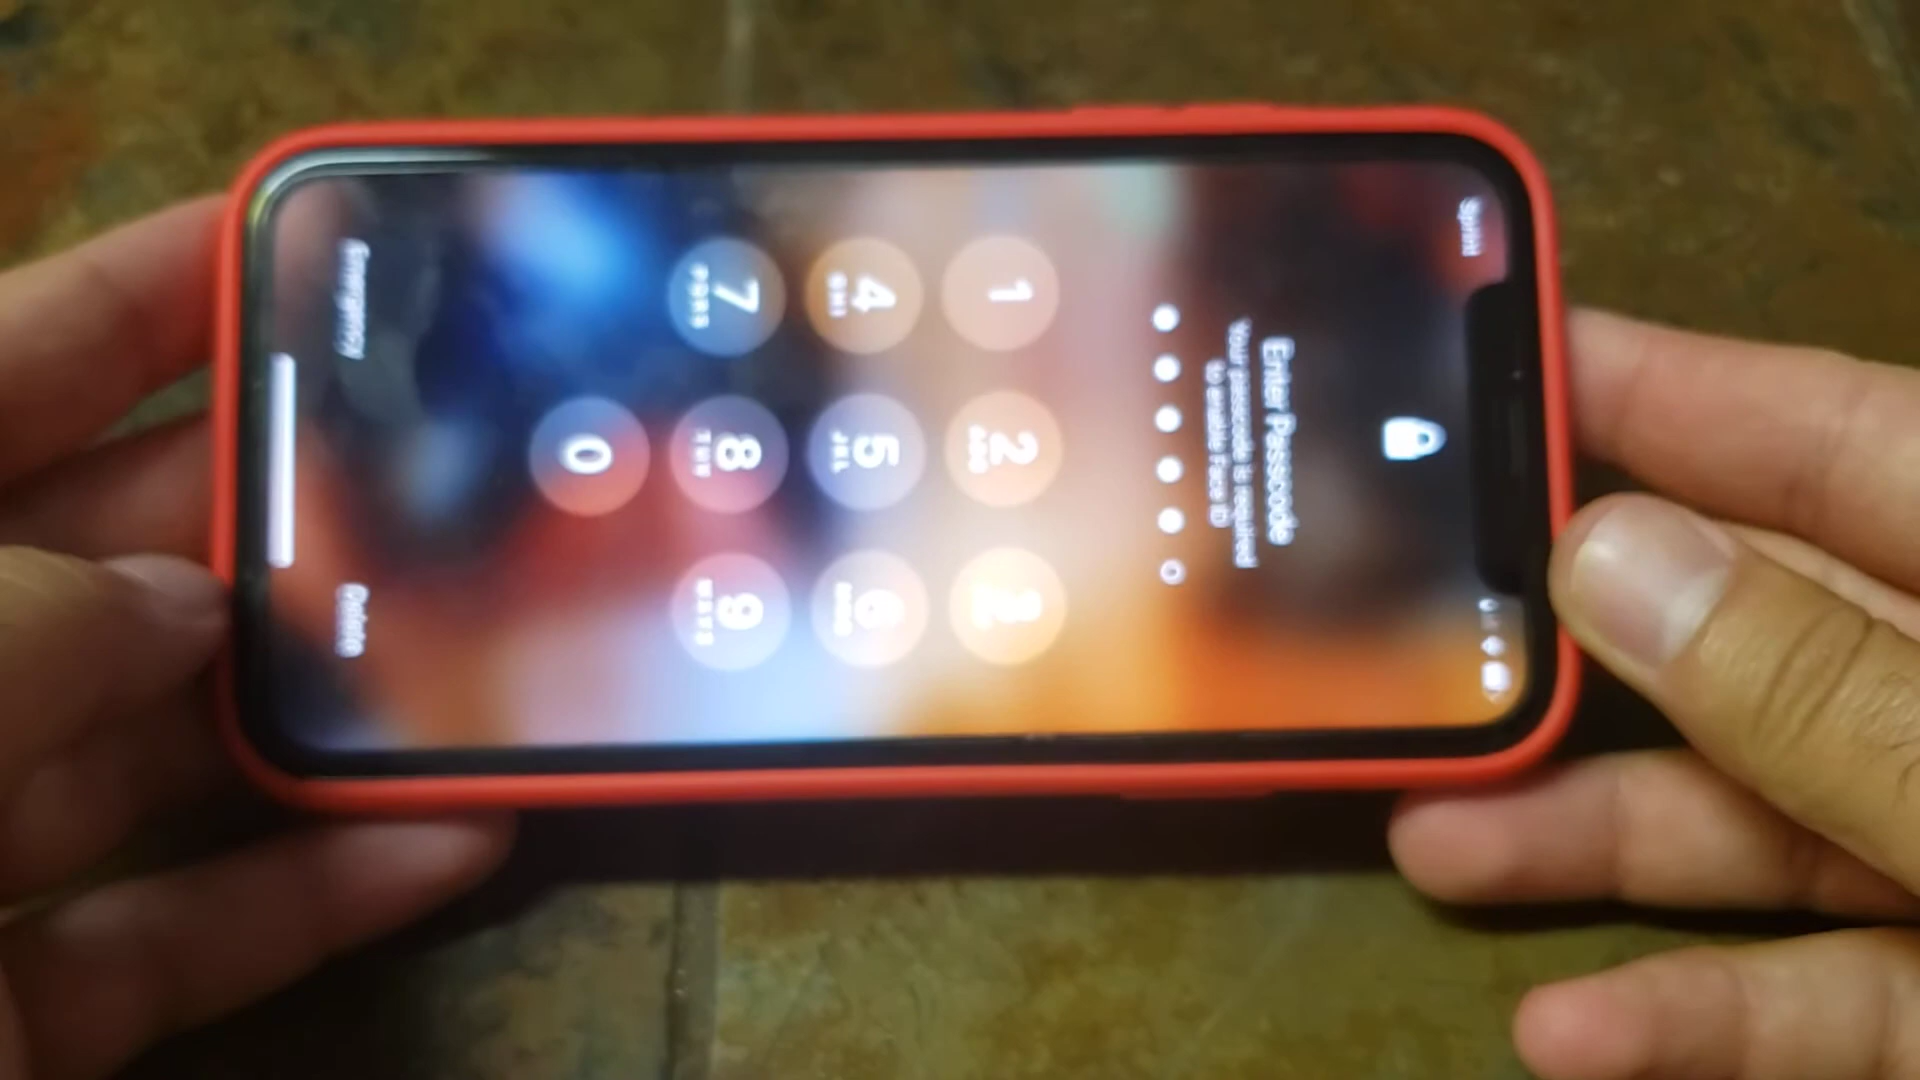 Sprint
Enter Passcode
Your passcode is required
to enable Face ID
1
2
ABC
3
4
GHI
5
JKL
6
MNO
7
PQRS
8
TUV
9
WXYZ
0
Emergency
Delete